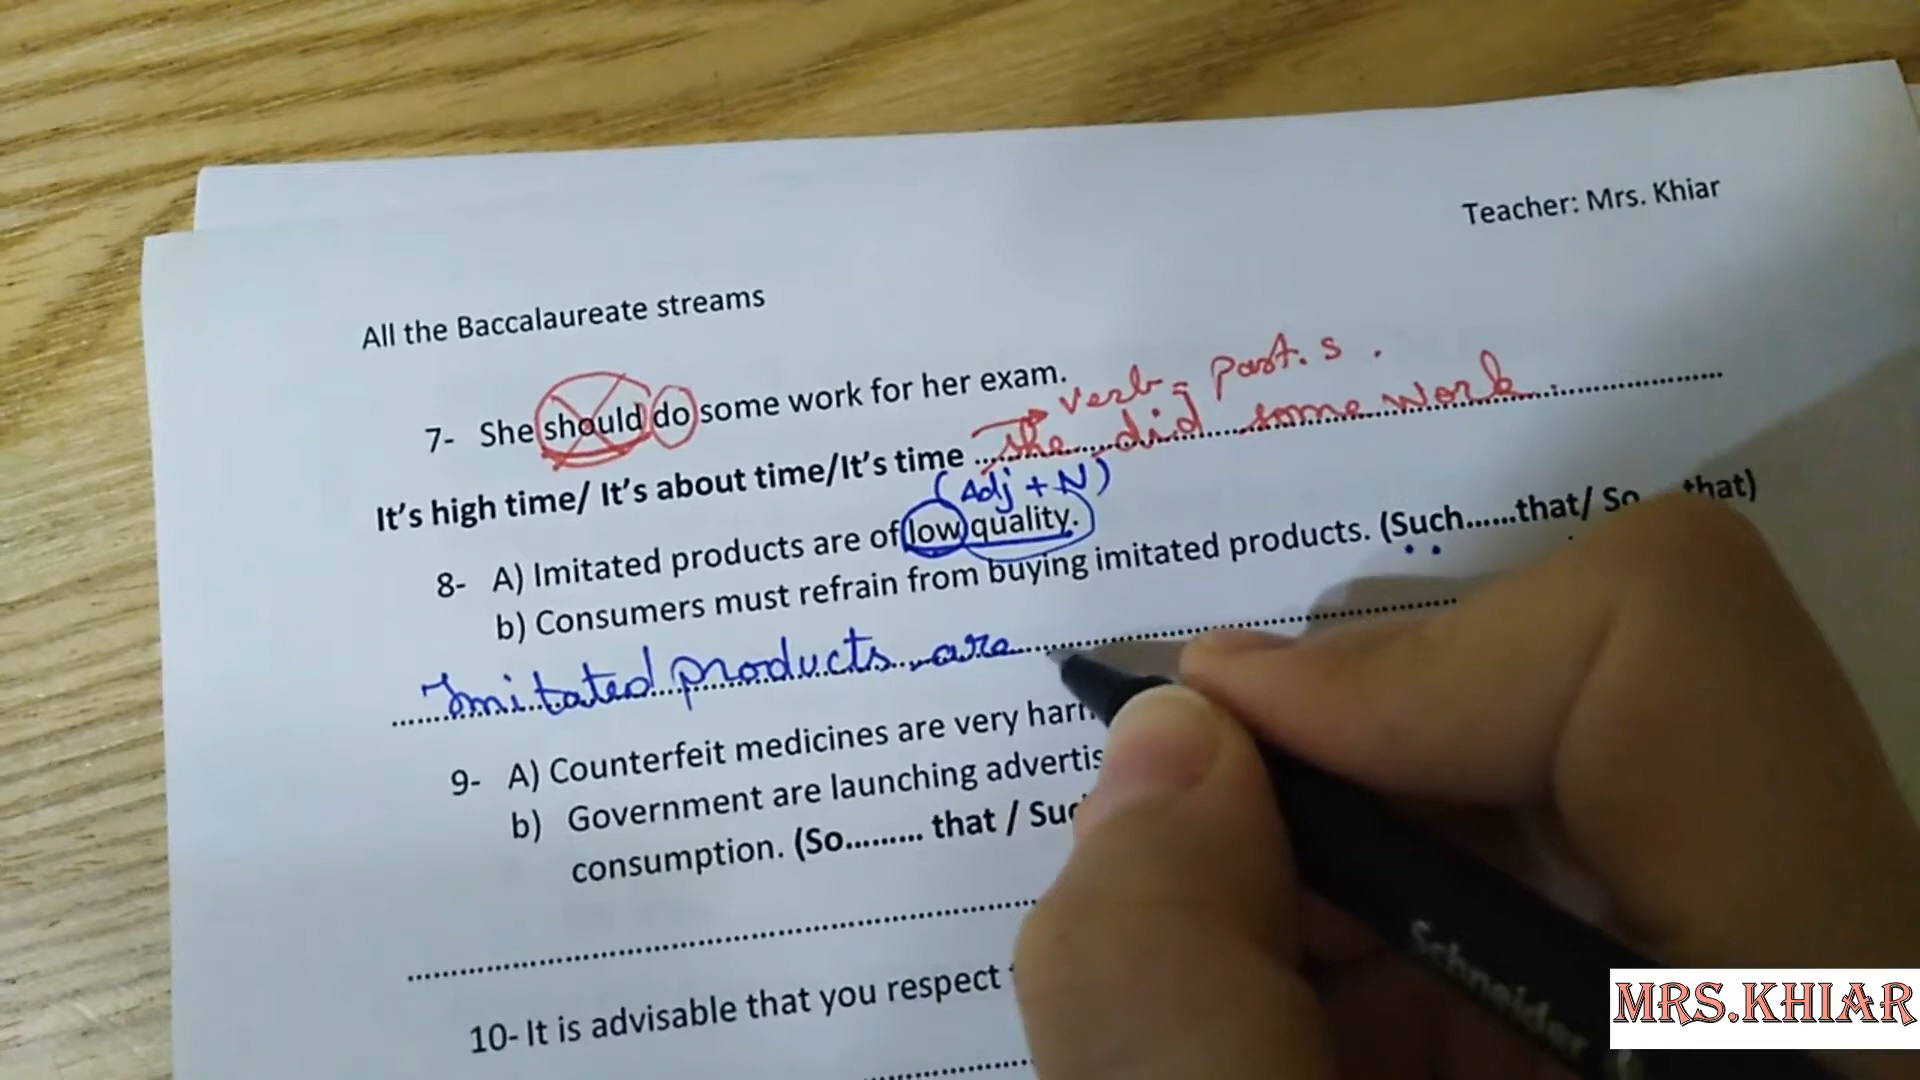 Teacher: Mrs. Khiar
All the Baccalaureate streams
7- She should do some work for her exam.
verb - past. s .
It's high time/ It's about time/It's time ........ she did some work ........
(Adj + N)
8- A) Imitated products are of low quality.
b) Consumers must refrain from buying imitated products. (Such......that/ So... that)
Imitated products are
9- A) Counterfeit medicines are very
b) Government are launching
consumption. (So......... that /
10- It is advisable that you respect
Schneider
MRS.KHIAR